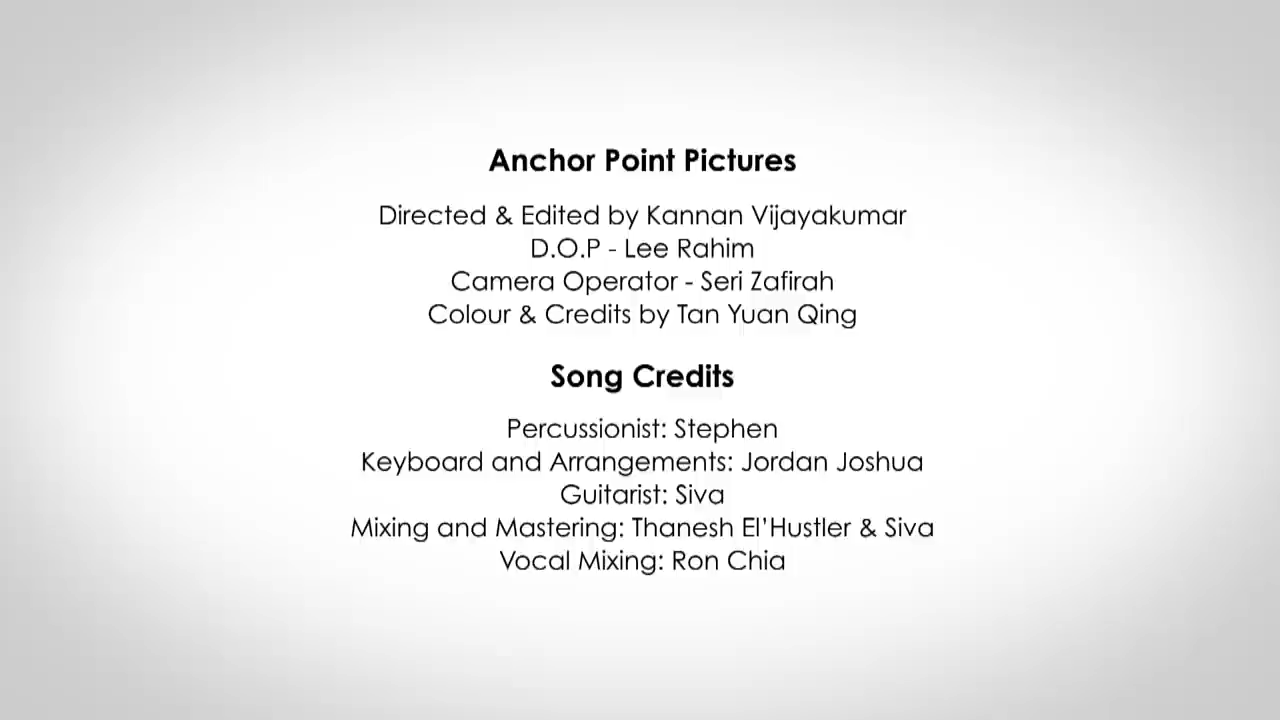 Anchor Point Pictures
Directed & Edited by Kannan Vijayakumar
D.O.P - Lee Rahim
Camera Operator - Seri Zafirah
Colour & Credits by Tan Yuan Qing
Song Credits
Percussionist: Stephen
Keyboard and Arrangements: Jordan Joshua
Guitarist: Siva
Mixing and Mastering: Thanesh El’Hustler & Siva
Vocal Mixing: Ron Chia